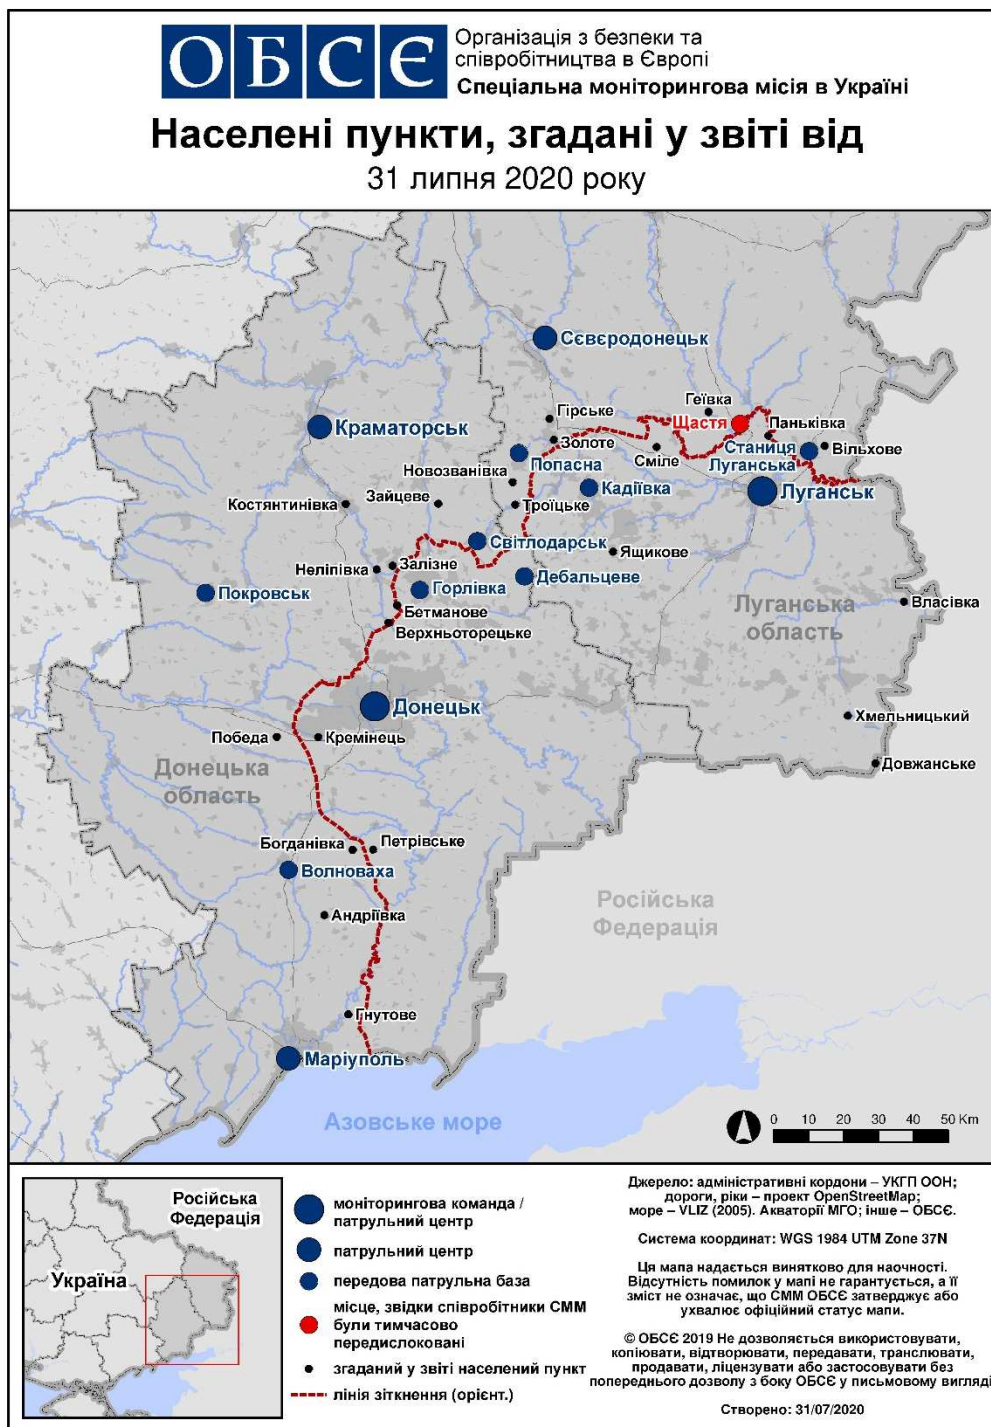 ОБСЄ
Організація з безпеки та
співробітництва в Європі
Спеціальна моніторингова місія в Україні
Населені пункти, згадані у звіті від
31 липня 2020 року
Сєвєродонецьк
Краматорськ
Гірське
Геївка
Щастя
Паньківка
Золоте
Станиця
Луганська
Вільхове
Сміле
Попасна
Новозванівка
Кадіївка
Луганськ
Зайцеве
Костянтинівка
Троїцьке
Світлодарськ
Ящикове
Залізне
Неліпівка
Дебальцеве
Горлівка
Покровськ
Бетманове
Власівка
Луганська
область
Верхньоторецьке
Донецьк
Хмельницький
Победа
Кремінець
Довжанське
Донецька
область
Богданівка
Петрівське
Волноваха
Андріївка
Російська
Федерація
Гнутове
Маріуполь
Азовське море
0 10 20 30 40 50 Km
Російська
Федерація
Україна
моніторингова команда /
патрульний центр
патрульний центр
передова патрульна база
місце, звідки співробітники СММ
були тимчасово
передислоковані
згаданий у звіті населений пункт
лінія зіткнення (орієнт.)
Джерело: адміністративні кордони – УКГП ООН;
дороги, ріки – проект OpenStreetMap;
море – VLIZ (2005). Акваторії МГО; інше – ОБСЄ.
Система координат: WGS 1984 UTM Zone 37N
Ця мапа надається винятково для наочності.
Відсутність помилок у мапі не гарантується, а її
зміст не означає, що СММ ОБСЄ затверджує або
ухвалює офіційний статус мапи.
© ОБСЄ 2019 Не дозволяється використовувати,
копіювати, відтворювати, передавати, транслювати,
продавати, ліцензувати або застосовувати без
попереднього дозволу з боку ОБСЄ у письмовому вигляді
Створено: 31/07/2020